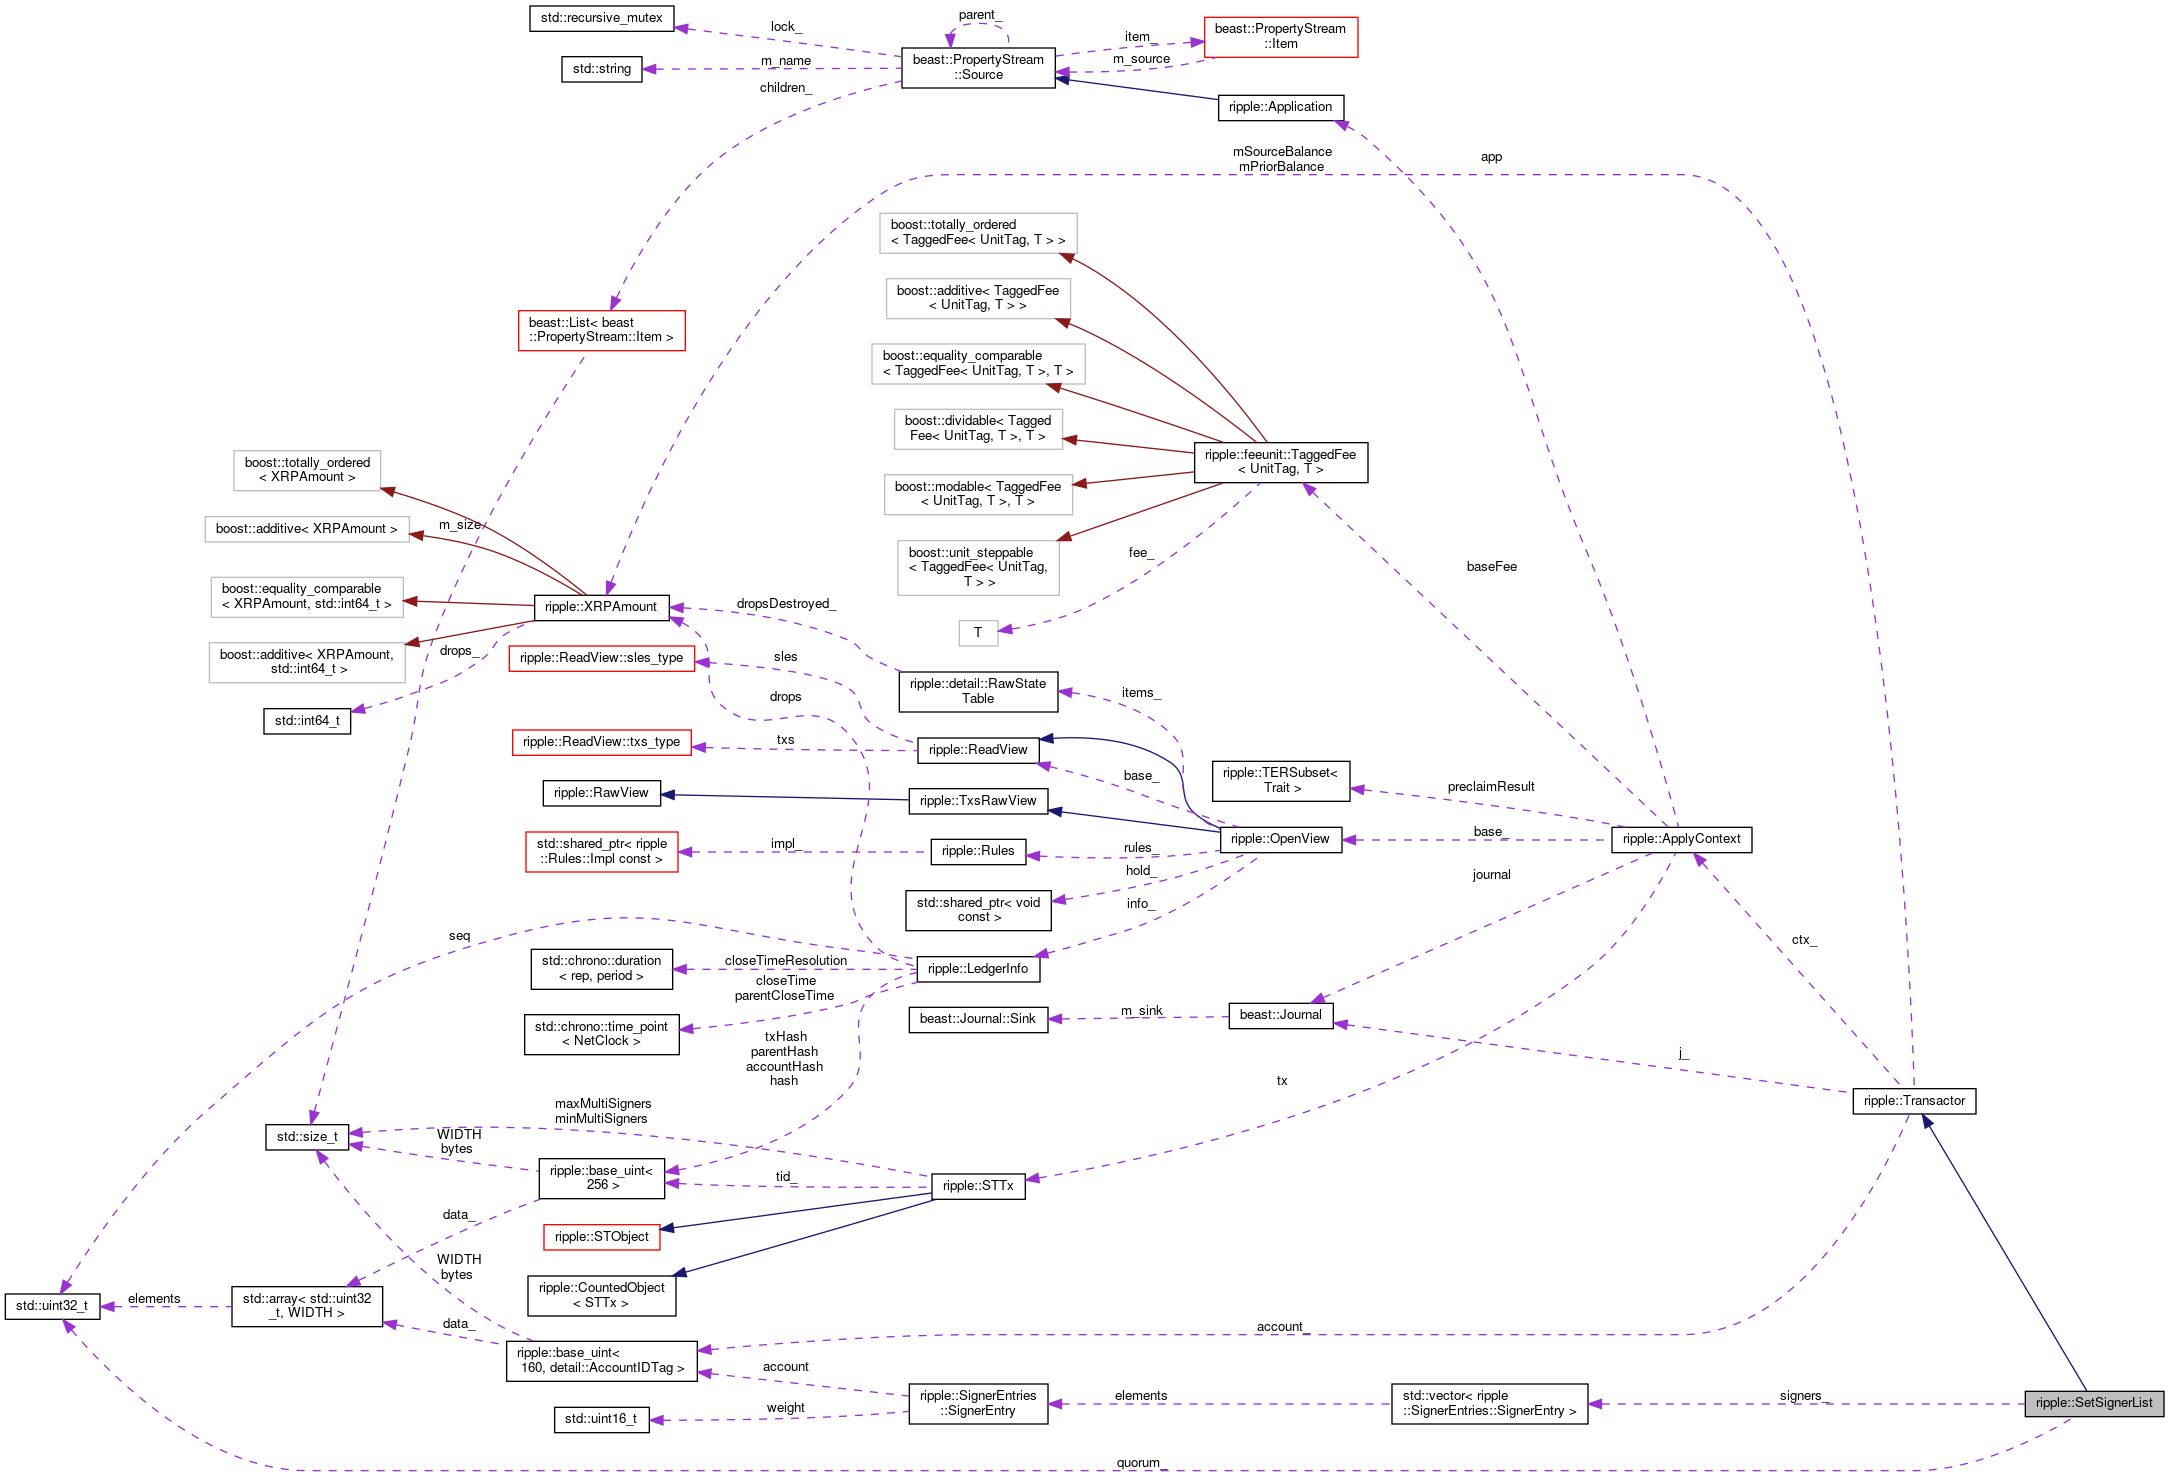 std::recursive_mutex
lock_
parent_
item_
beast::PropertyStream
::Item
beast::PropertyStream
::Source
m_source
std::string
m_name
children_
ripple::Application
mSourceBalance
mPriorBalance
app
boost::totally_ordered
< TaggedFee< UnitTag, T > >
boost::additive< TaggedFee
< UnitTag, T > >
beast::List< beast
::PropertyStream::Item >
boost::equality_comparable
< TaggedFee< UnitTag, T >, T >
boost::dividable< Tagged
Fee< UnitTag, T >, T >
ripple::feeunit::TaggedFee
< UnitTag, T >
boost::totally_ordered
< XRPAmount >
boost::modable< TaggedFee
< UnitTag, T >, T >
boost::additive< XRPAmount >
m_size
boost::unit_steppable
< TaggedFee< UnitTag,
T > >
fee_
baseFee
boost::equality_comparable
< XRPAmount, std::int64_t >
ripple::XRPAmount
dropsDestroyed_
T
boost::additive< XRPAmount,
std::int64_t >
drops_
ripple::ReadView::sles_type
sles
ripple::detail::RawState
Table
items_
drops
std::int64_t
ripple::ReadView::txs_type
txs
ripple::ReadView
base_
ripple::TERSubset<
Trait >
preclaimResult
ripple::RawView
ripple::TxsRawView
ripple::OpenView
base_
ripple::ApplyContext
std::shared_ptr< ripple
::Rules::Impl const >
impl_
ripple::Rules
rules_
hold_
journal
std::shared_ptr< void
const >
info_
seq
ctx_
std::chrono::duration
< rep, period >
closeTimeResolution
ripple::LedgerInfo
closeTime
parentCloseTime
std::chrono::time_point
< NetClock >
beast::Journal::Sink
m_sink
beast::Journal
txHash
parentHash
accountHash
hash
j_
tx
ripple::Transactor
maxMultiSigners
minMultiSigners
std::size_t
WIDTH
bytes
ripple::base_uint<
256 >
tid_
ripple::STTx
data_
ripple::STObject
WIDTH
bytes
ripple::CountedObject
< STTx >
std::uint32_t
elements
std::array< std::uint32
_t, WIDTH >
data_
account_
ripple::base_uint<
160, detail::AccountIDTag >
account
ripple::SignerEntries
::SignerEntry
elements
std::vector< ripple
::SignerEntries::SignerEntry >
signers_
ripple::SetSignerList
std::uint16_t
weight
quorum_